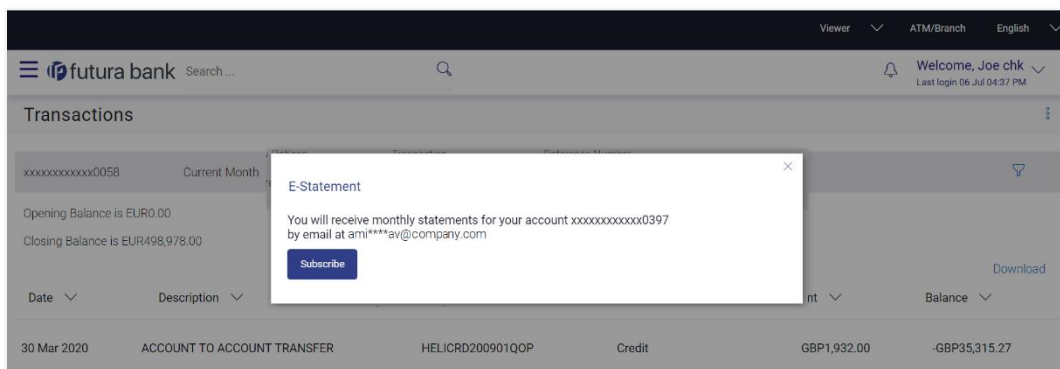 Viewer ATM/Branch English
futura bank Search ... Welcome, Joe chk
Last login 06 Jul 04:37 PM
Transactions
xxxxxxxxxxxx0058 Current Month
E-Statement
You will receive monthly statements for your account xxxxxxxxxxxx0397
by email at ami****av@company.com
Subscribe
Opening Balance is EUR0.00
Closing Balance is EUR498,978.00
Download
Date Description nt Balance
30 Mar 2020 ACCOUNT TO ACCOUNT TRANSFER HELICRD200901QOP Credit GBP1,932.00 -GBP35,315.27